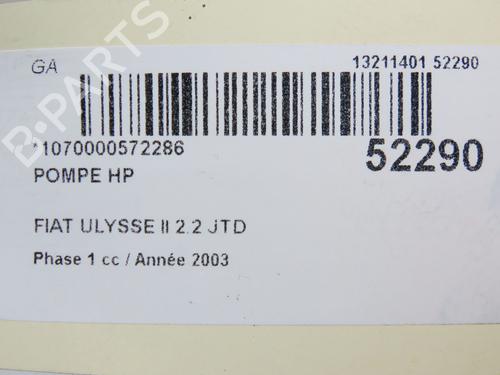 GA
13211401 52290
*1070000572286
52290
POMPE HP
FIAT ULYSSE II 2.2 JTD
Phase 1 cc / Année 2003
B-PARTS